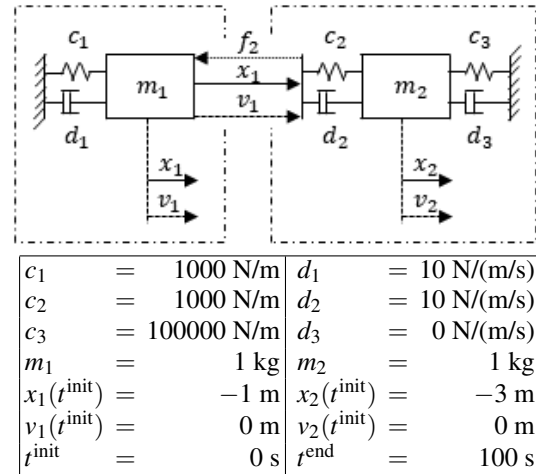 c₁ f₂ c₂ c₃
m₁ x₁ m₂
v₁
d₁ d₂ d₃
x₁ x₂
v₁ v₂
c₁ = 1000 N/m d₁ = 10 N/(m/s)
c₂ = 1000 N/m d₂ = 10 N/(m/s)
c₃ = 100000 N/m d₃ = 0 N/(m/s)
m₁ = 1 kg m₂ = 1 kg
x₁(tⁱⁿⁱᵗ) = −1 m x₂(tⁱⁿⁱᵗ) = −3 m
v₁(tⁱⁿⁱᵗ) = 0 m v₂(tⁱⁿⁱᵗ) = 0 m
tⁱⁿⁱᵗ = 0 s tᵉⁿᵈ = 100 s